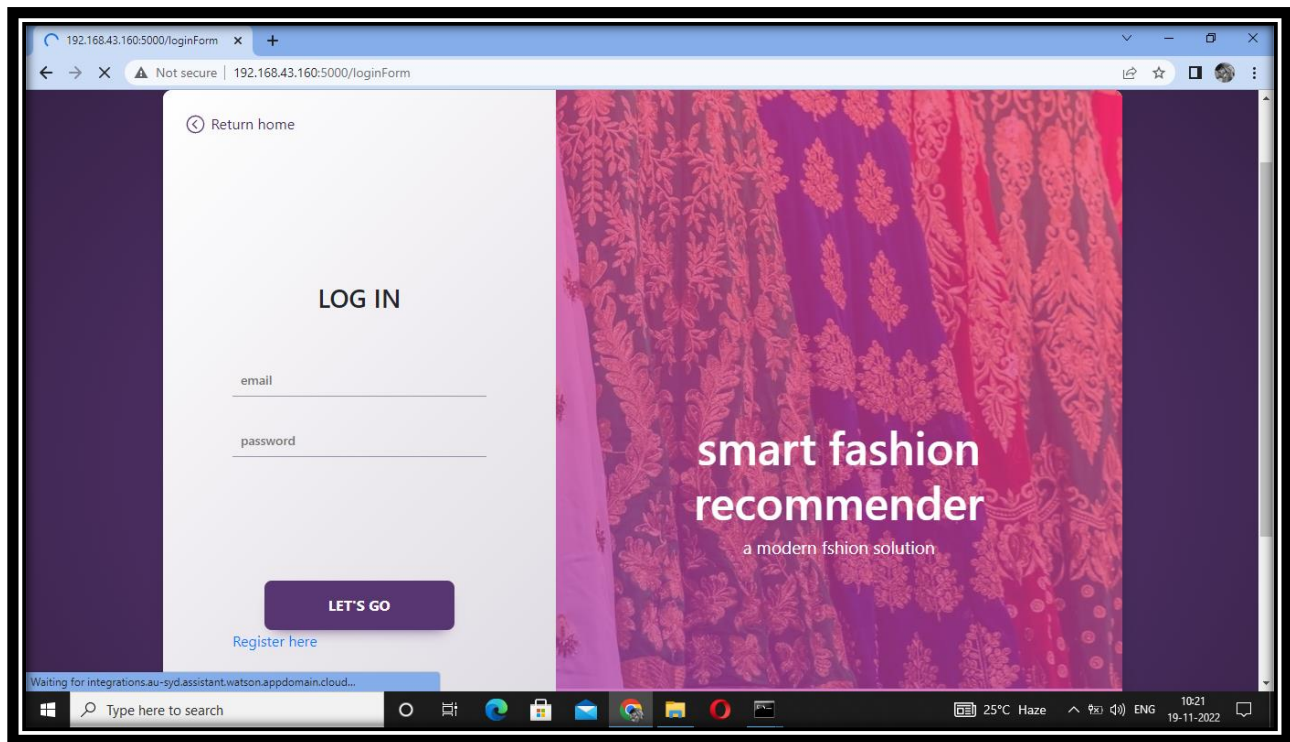 192.168.43.160:5000/loginForm
Not secure | 192.168.43.160:5000/loginForm
Return home
LOG IN
email
password
LET'S GO
Register here
smart fashion
recommender
a modern fshion solution
Waiting for integrations.au-syd.assistant.watson.appdomain.cloud...
Type here to search
25°C Haze
ENG
10:21
19-11-2022